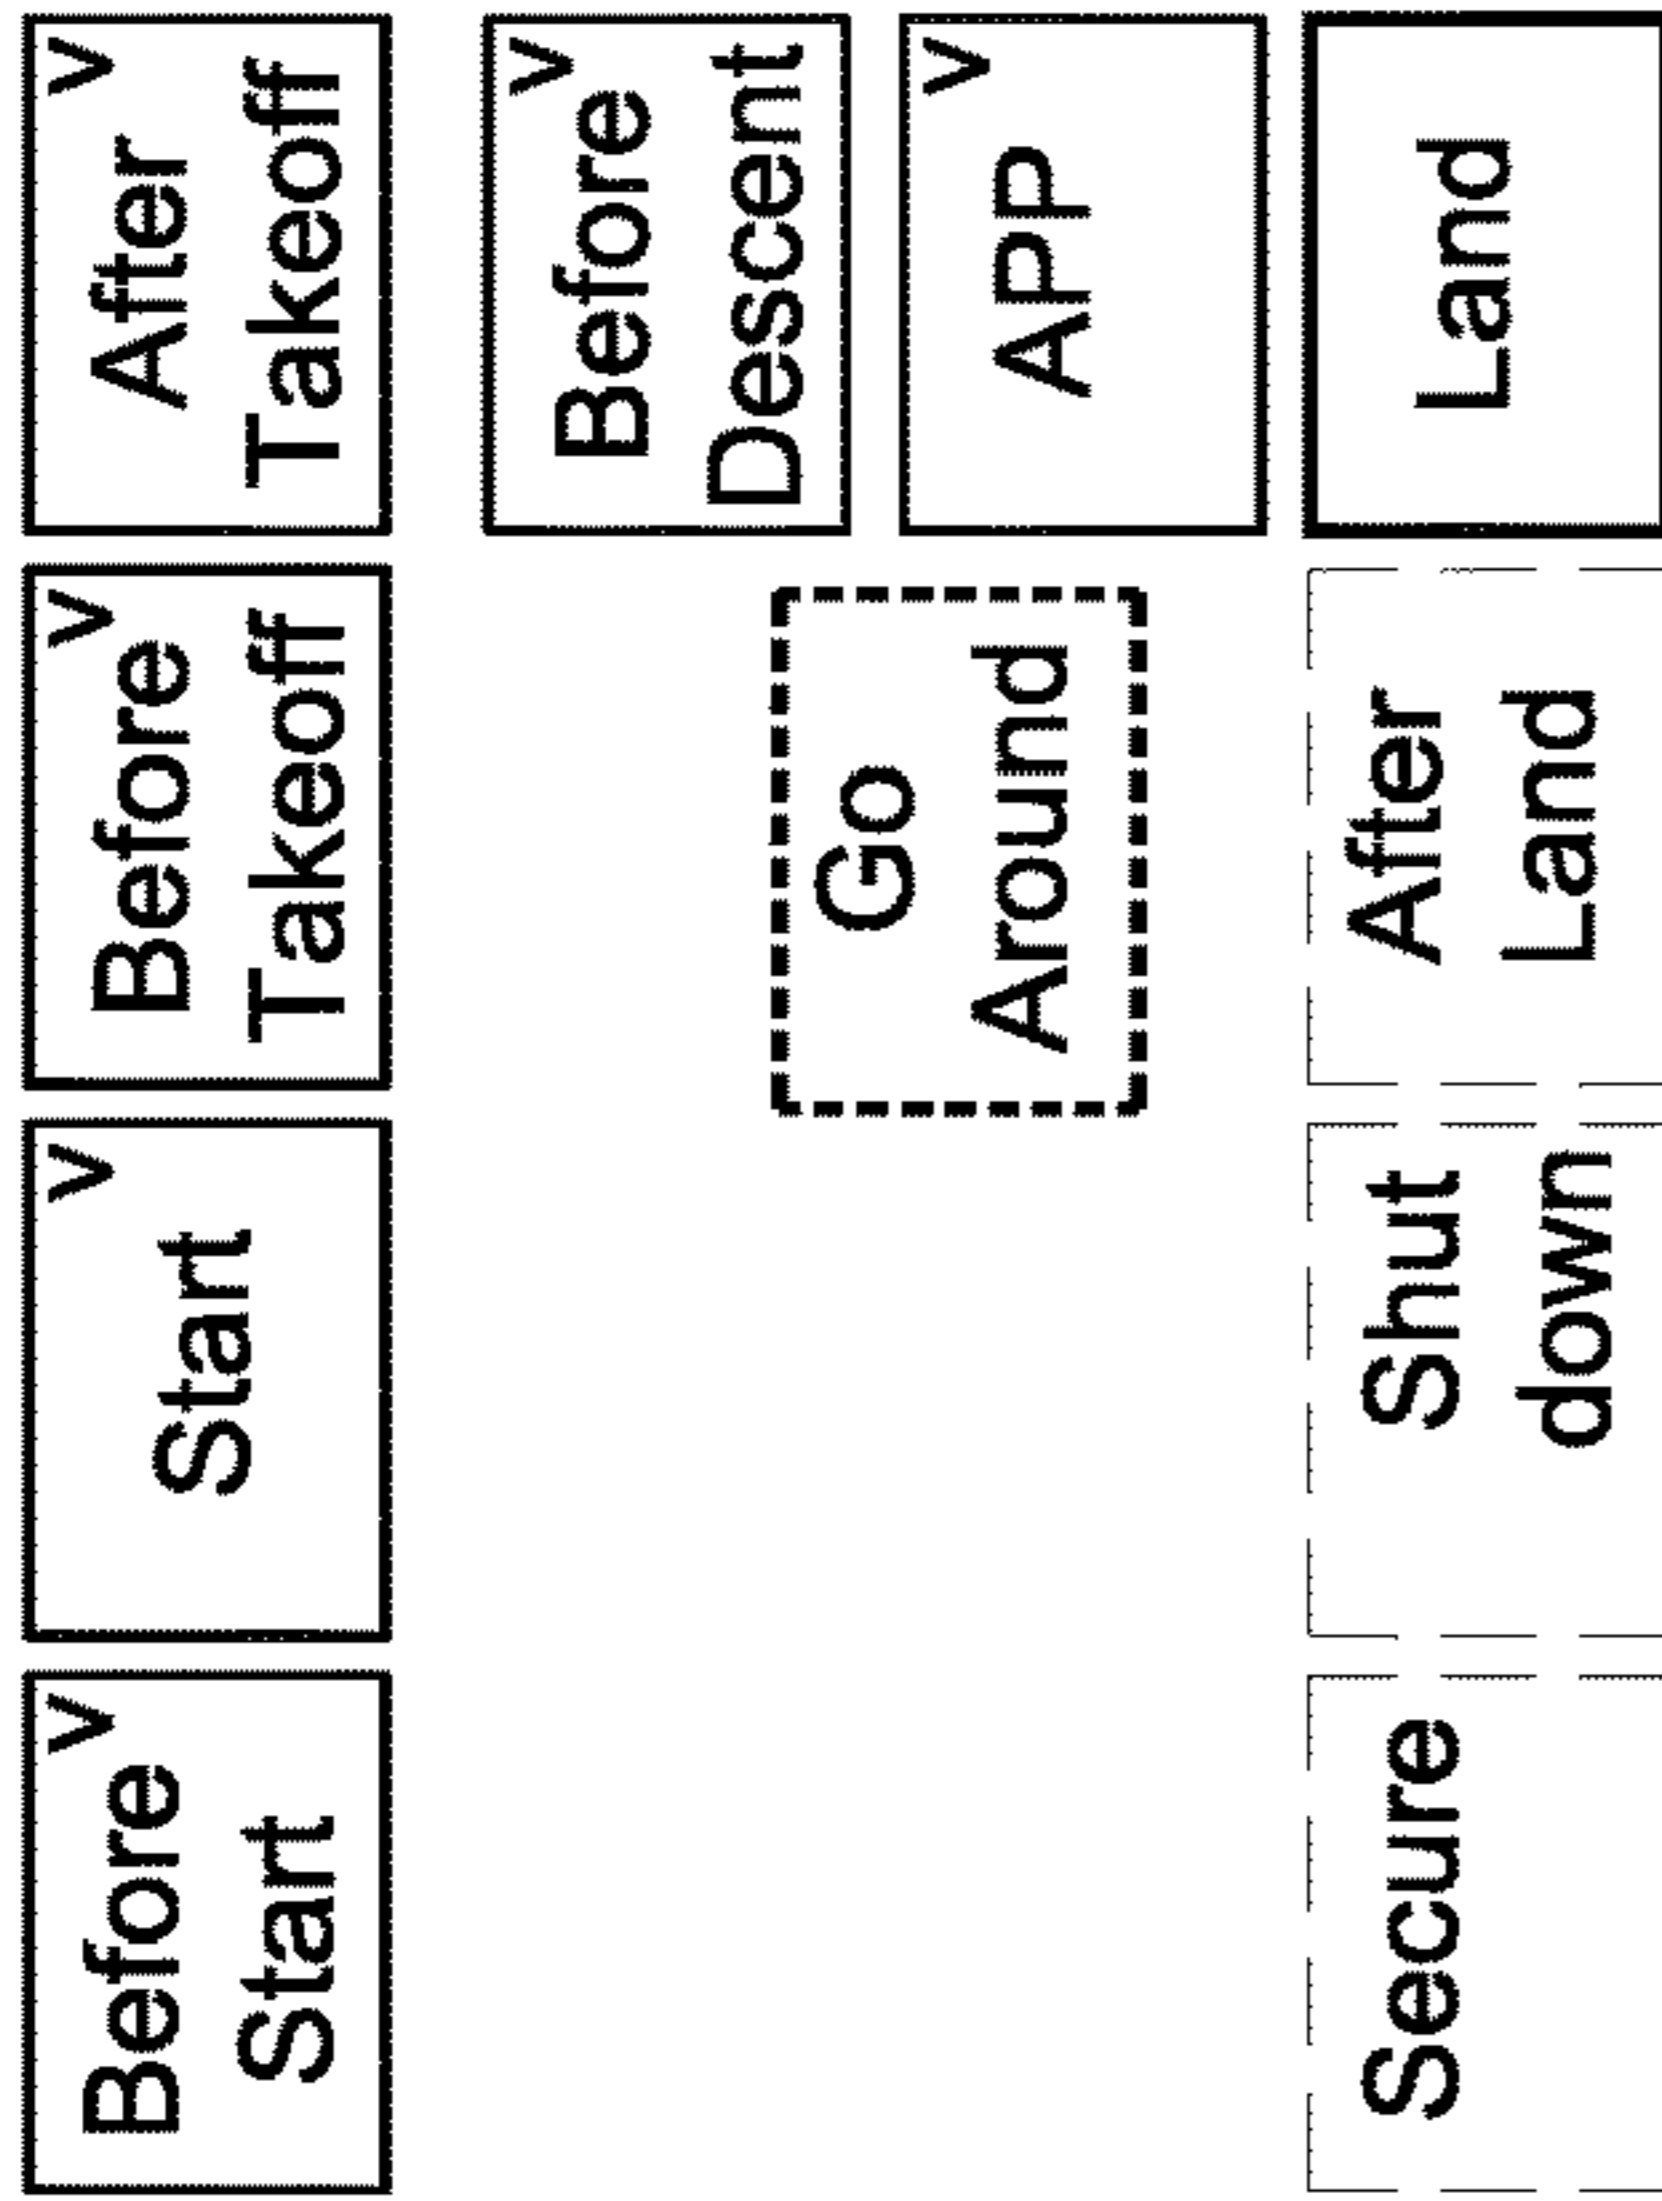 V
Before
Start
V
Start
V
Before
Takeoff
V
After
Takeoff
V
Before
Descent
Go
Around
V
APP
Secure
Shut
down
After
Land
Land